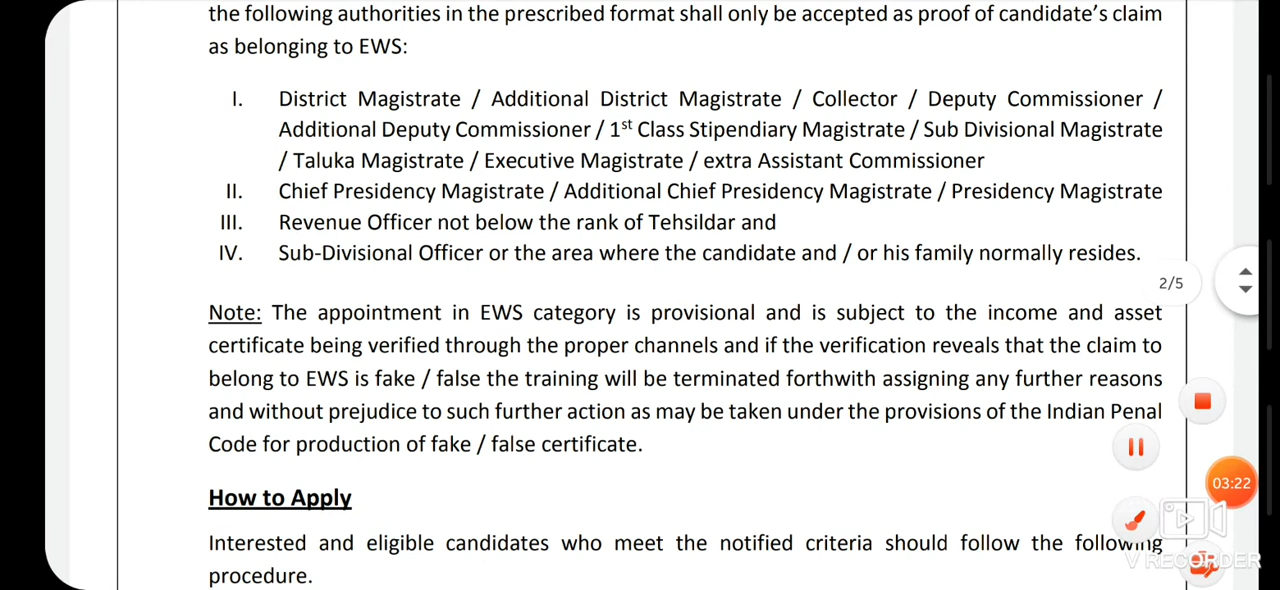 the following authorities in the prescribed format shall only be accepted as proof of candidate's claim
as belonging to EWS:
I. District Magistrate / Additional District Magistrate / Collector / Deputy Commissioner /
Additional Deputy Commissioner / 1st Class Stipendiary Magistrate / Sub Divisional Magistrate
/ Taluka Magistrate / Executive Magistrate / extra Assistant Commissioner
II. Chief Presidency Magistrate / Additional Chief Presidency Magistrate / Presidency Magistrate
III. Revenue Officer not below the rank of Tehsildar and
IV. Sub-Divisional Officer or the area where the candidate and / or his family normally resides.
2/5
Note: The appointment in EWS category is provisional and is subject to the income and asset
certificate being verified through the proper channels and if the verification reveals that the claim to
belong to EWS is fake / false the training will be terminated forthwith assigning any further reasons
and without prejudice to such further action as may be taken under the provisions of the Indian Penal
Code for production of fake / false certificate.
03:22
How to Apply
Interested and eligible candidates who meet the notified criteria should follow the following
procedure.
V RECORDER